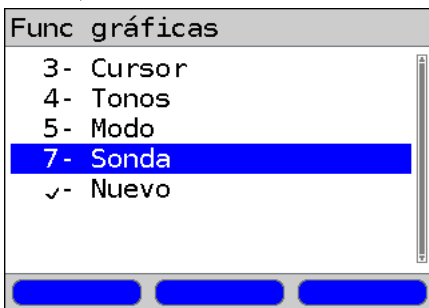 Func gráficas
3- Cursor
4- Tonos
5- Modo
7- Sonda
✓- Nuevo